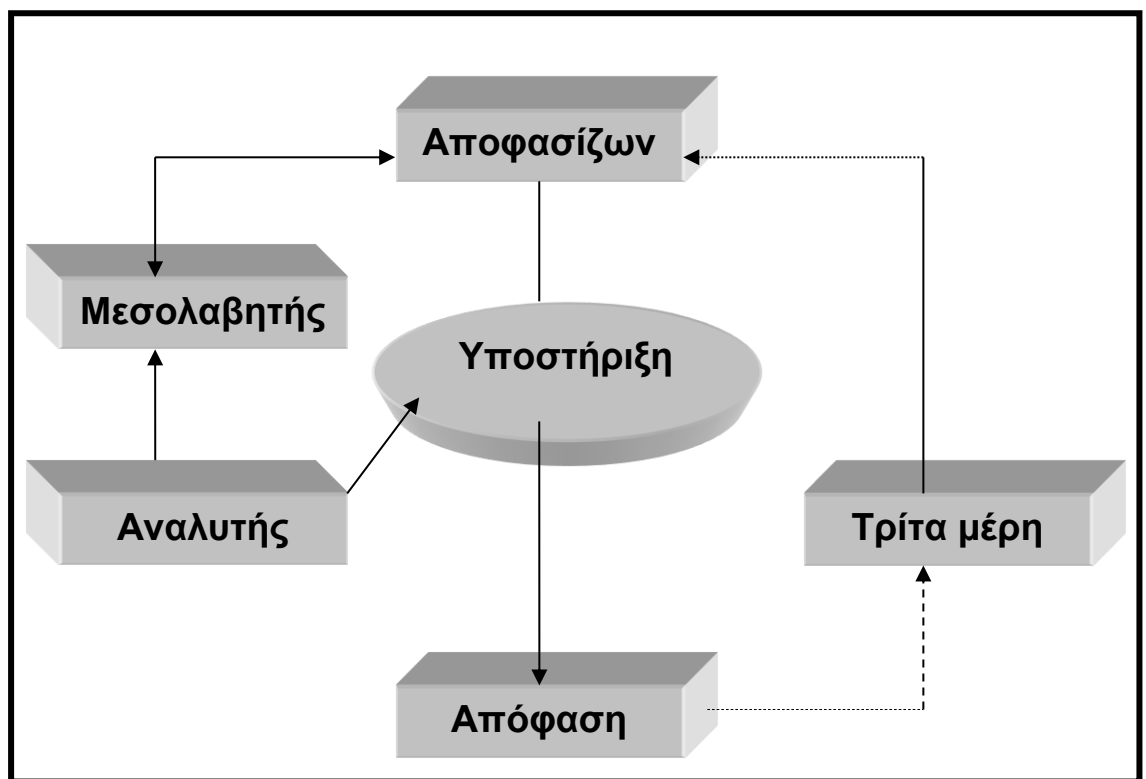 Αποφασίζων
Μεσολαβητής
Υποστήριξη
Αναλυτής
Τρίτα μέρη
Απόφαση